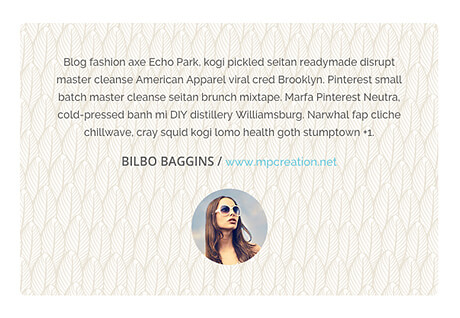 Blog fashion axe Echo Park, kogi pickled seitan readymade disrupt
master cleanse American Apparel viral cred Brooklyn. Pinterest small
batch master cleanse seitan brunch mixtape. Marfa Pinterest Neutra,
cold-pressed banh mi DIY distillery Williamsburg. Narwhal fap cliche
chillwave, cray squid kogi lomo health goth stumptown +1.
BILBO BAGGINS / www.mpcreation.net